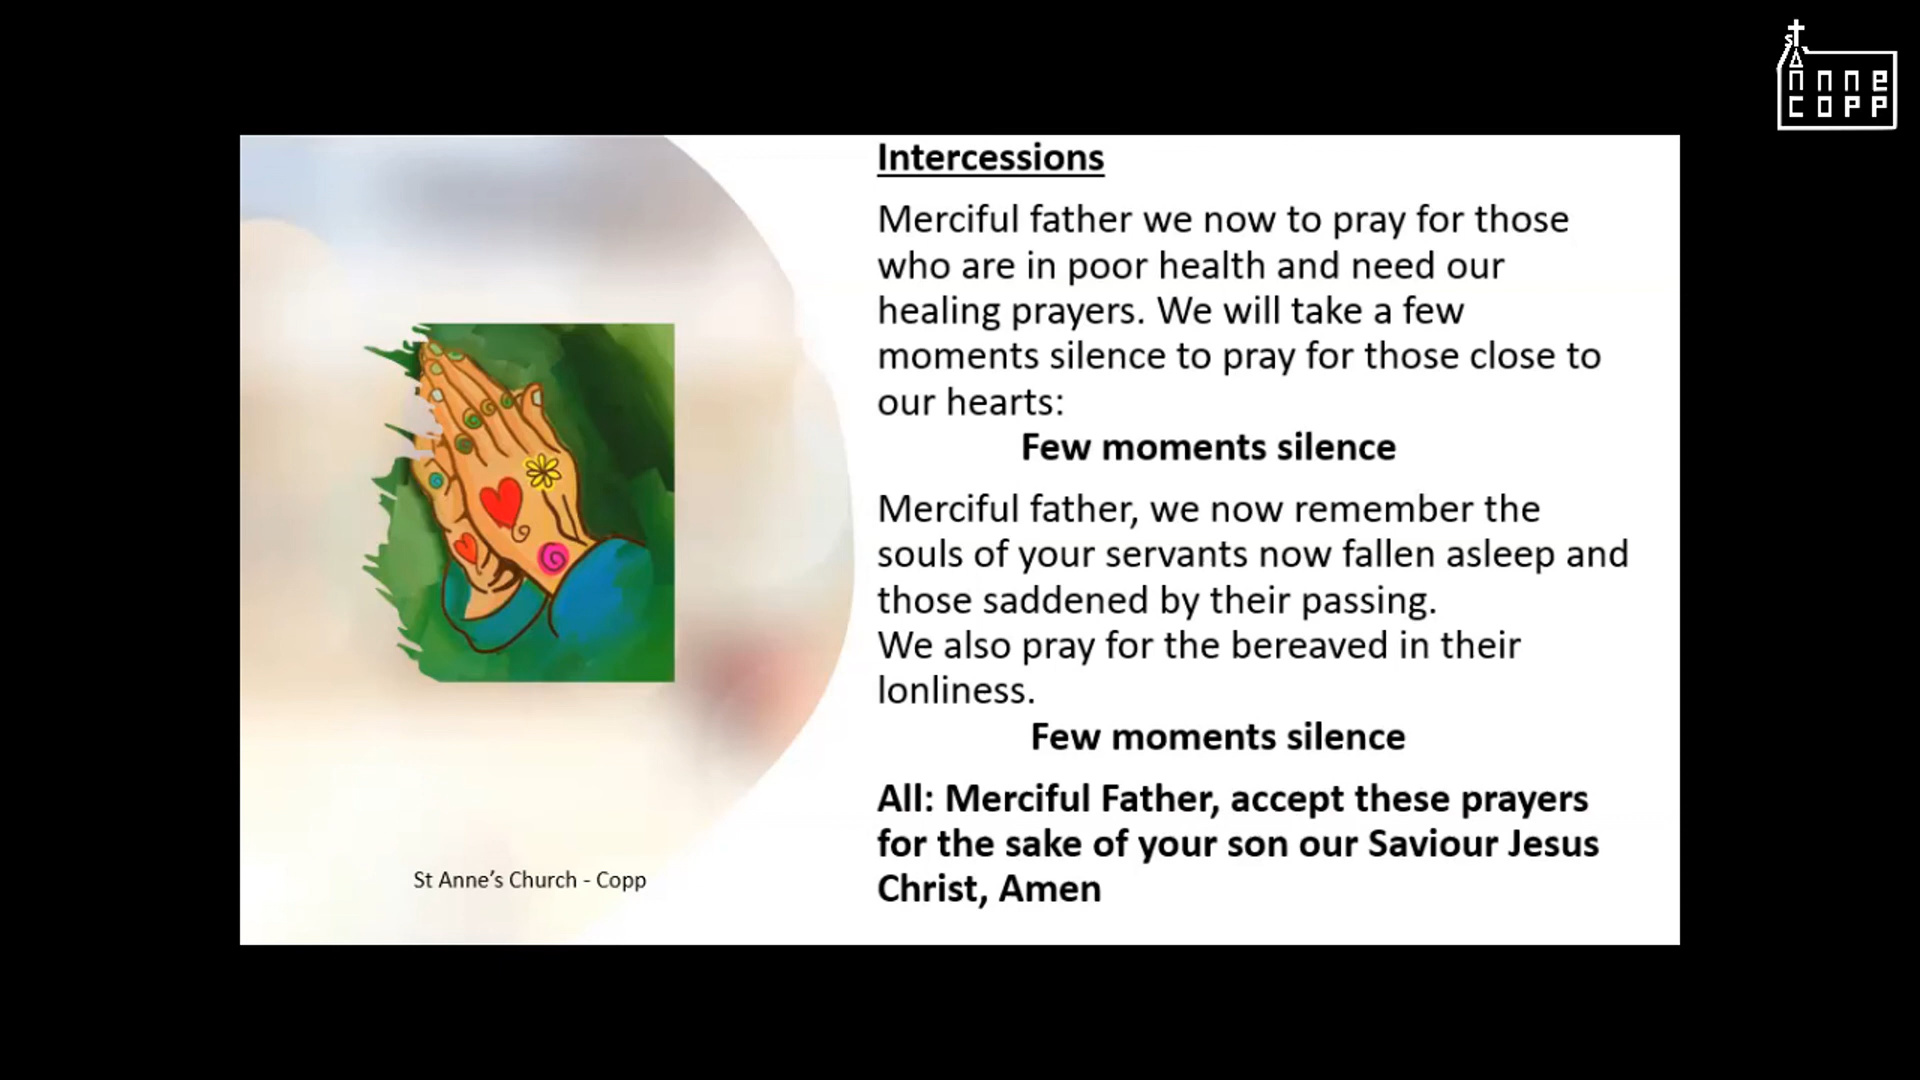 st
Anne
COPP
Intercessions
Merciful father we now to pray for those
who are in poor health and need our
healing prayers. We will take a few
moments silence to pray for those close to
our hearts:
Few moments silence
Merciful father, we now remember the
souls of your servants now fallen asleep and
those saddened by their passing.
We also pray for the bereaved in their
lonliness.
Few moments silence
All: Merciful Father, accept these prayers
for the sake of your son our Saviour Jesus
Christ, Amen
St Anne’s Church - Copp